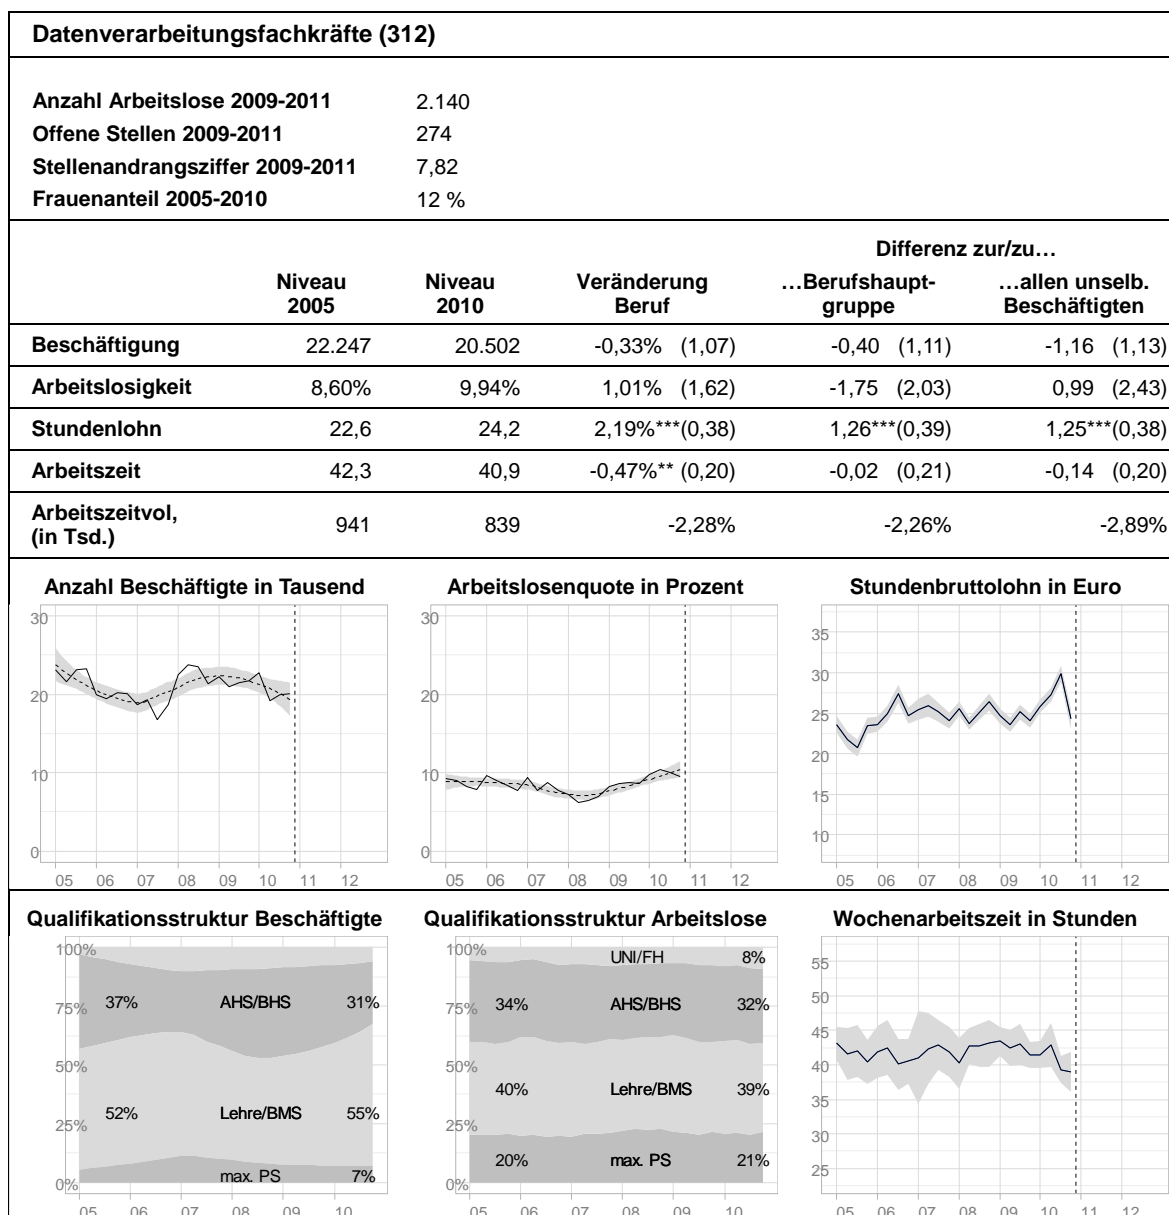 Datenverarbeitungsfachkräfte (312)
Anzahl Arbeitslose 2009-2011 2.140
Offene Stellen 2009-2011 274
Stellenandrangsziffer 2009-2011 7,82
Frauenanteil 2005-2010 12 %
Differenz zur/zu…
Niveau 2005 Niveau 2010 Veränderung Beruf …Berufshaupt-gruppe …allen unselb. Beschäftigten
Beschäftigung 22.247 20.502 -0,33% (1,07) -0,40 (1,11) -1,16 (1,13)
Arbeitslosigkeit 8,60% 9,94% 1,01% (1,62) -1,75 (2,03) 0,99 (2,43)
Stundenlohn 22,6 24,2 2,19%***(0,38) 1,26***(0,39) 1,25***(0,38)
Arbeitszeit 42,3 40,9 -0,47%** (0,20) -0,02 (0,21) -0,14 (0,20)
Arbeitszeitvol, (in Tsd.) 941 839 -2,28% -2,26% -2,89%
Anzahl Beschäftigte in Tausend
30
20
10
0
05 06 07 08 09 10 11 12
Arbeitslosenquote in Prozent
30
20
10
0
05 06 07 08 09 10 11 12
Stundenbruttolohn in Euro
35
30
25
20
15
10
05 06 07 08 09 10 11 12
Qualifikationsstruktur Beschäftigte
100%
75% 37% AHS/BHS 31%
50%
52% Lehre/BMS 55%
25%
max. PS 7%
0%
05 06 07 08 09 10
Qualifikationsstruktur Arbeitslose
100% UNI/FH 8%
75% 34% AHS/BHS 32%
50%
40% Lehre/BMS 39%
25%
20% max. PS 21%
0%
05 06 07 08 09 10
Wochenarbeitszeit in Stunden
55
50
45
40
35
30
25
05 06 07 08 09 10 11 12